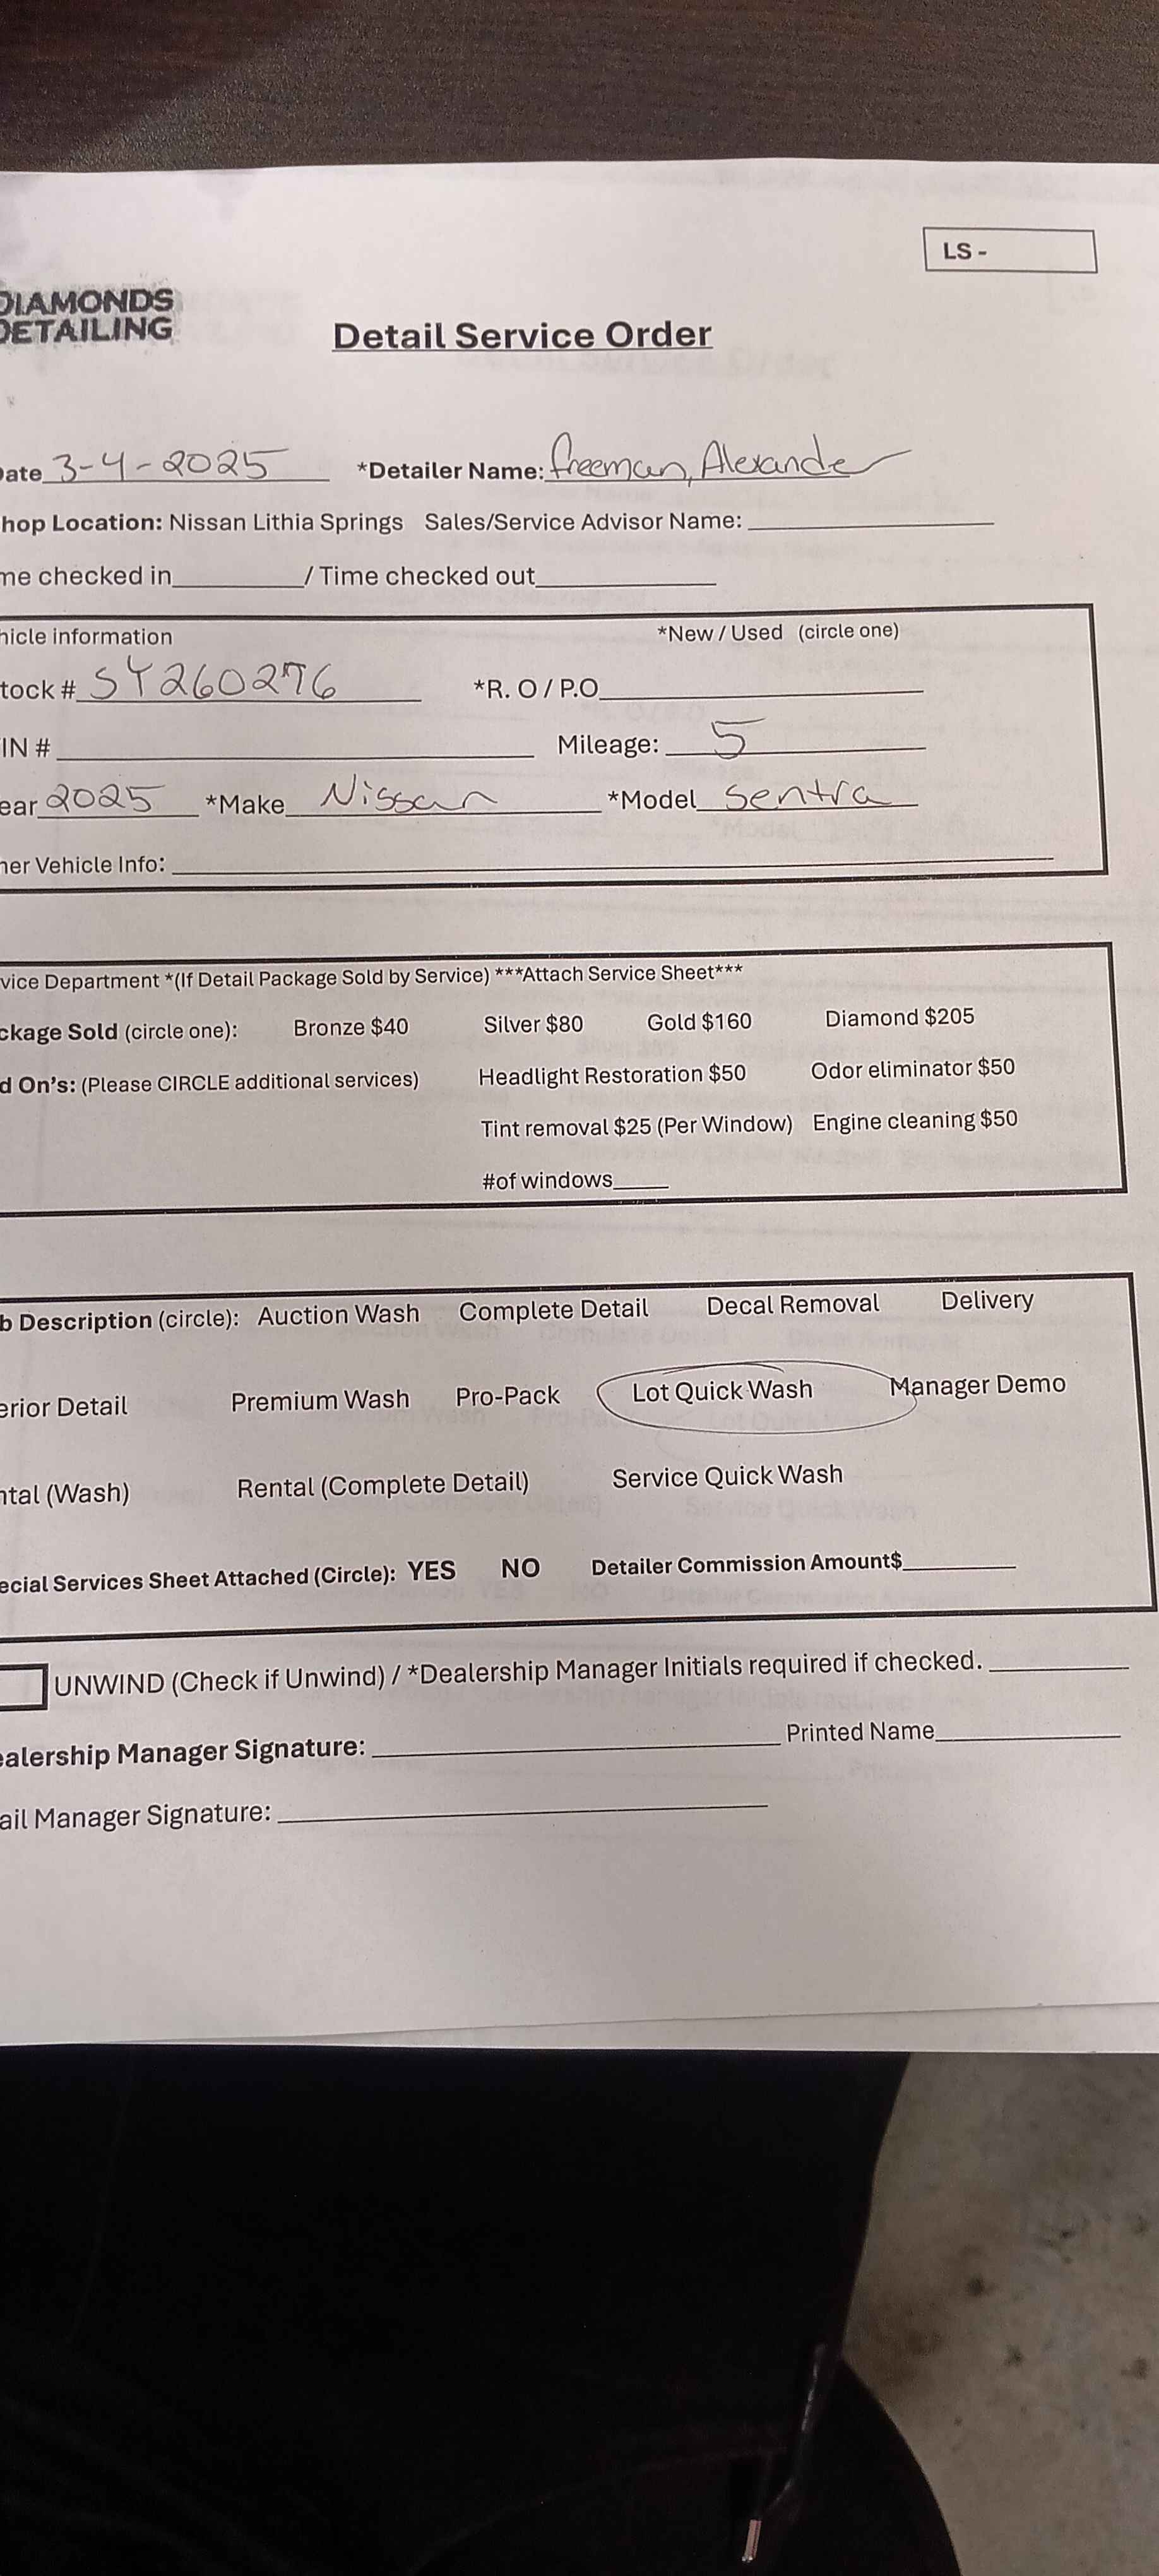 LS -
DIAMONDS
DETAILING
Detail Service Order
Date 3-4-2025 *Detailer Name: freeman, Alexander
hop Location: Nissan Lithia Springs Sales/Service Advisor Name:
me checked in / Time checked out
hicle information *New / Used (circle one)
tock # SY260276 *R. O / P.O
IN # Mileage: 5
ear 2025 *Make Nissan *Model Sentra
her Vehicle Info:
vice Department *(If Detail Package Sold by Service) ***Attach Service Sheet***
ckage Sold (circle one): Bronze $40 Silver $80 Gold $160 Diamond $205
d On's: (Please CIRCLE additional services) Headlight Restoration $50 Odor eliminator $50
Tint removal $25 (Per Window) Engine cleaning $50
#of windows
b Description (circle): Auction Wash Complete Detail Decal Removal Delivery
erior Detail Premium Wash Pro-Pack Lot Quick Wash Manager Demo
ntal (Wash) Rental (Complete Detail) Service Quick Wash
ecial Services Sheet Attached (Circle): YES NO Detailer Commission Amount$
UNWIND (Check if Unwind) / *Dealership Manager Initials required if checked.
ealership Manager Signature: Printed Name
ail Manager Signature: